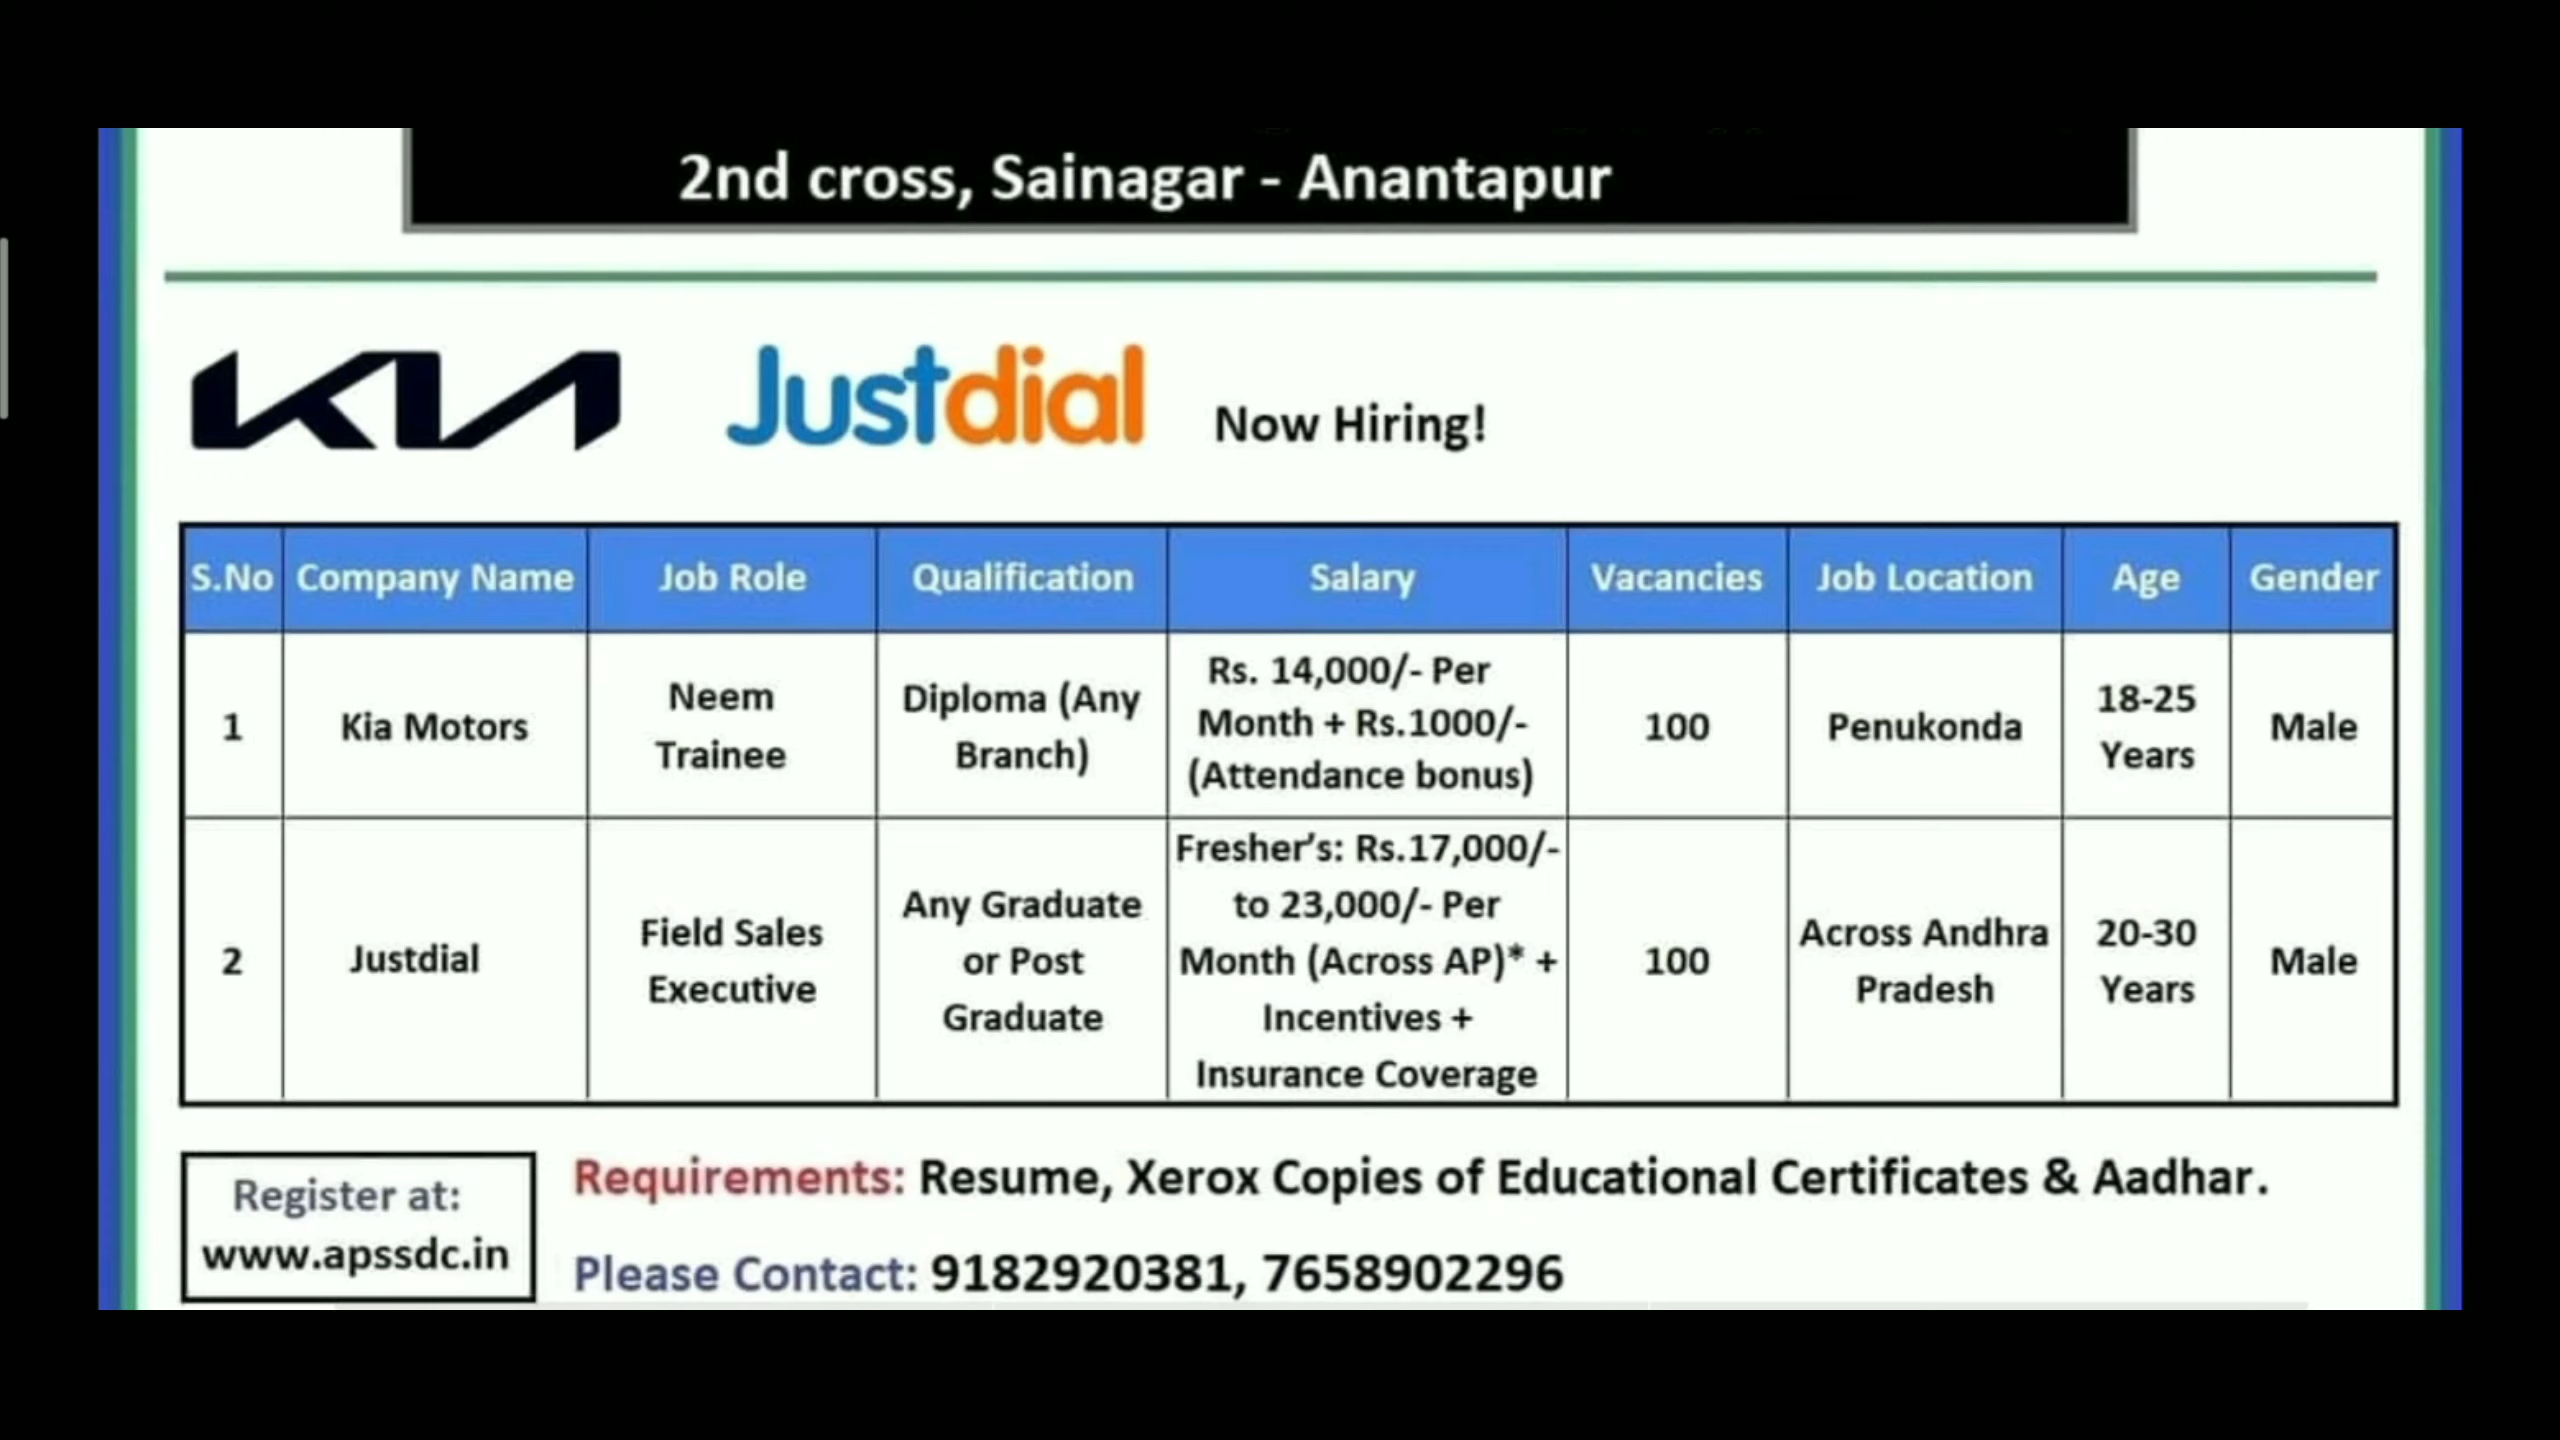 2nd cross, Sainagar - Anantapur
KIA Justdial Now Hiring!
S.No Company Name Job Role Qualification Salary Vacancies Job Location Age Gender
1 Kia Motors Neem Trainee Diploma (Any Branch) Rs. 14,000/- Per Month + Rs.1000/- (Attendance bonus) 100 Penukonda 18-25 Years Male
2 Justdial Field Sales Executive Any Graduate or Post Graduate Fresher's: Rs.17,000/- to 23,000/- Per Month (Across AP)* + Incentives + Insurance Coverage 100 Across Andhra Pradesh 20-30 Years Male
Register at:
www.apssdc.in
Requirements: Resume, Xerox Copies of Educational Certificates & Aadhar.
Please Contact: 9182920381, 7658902296